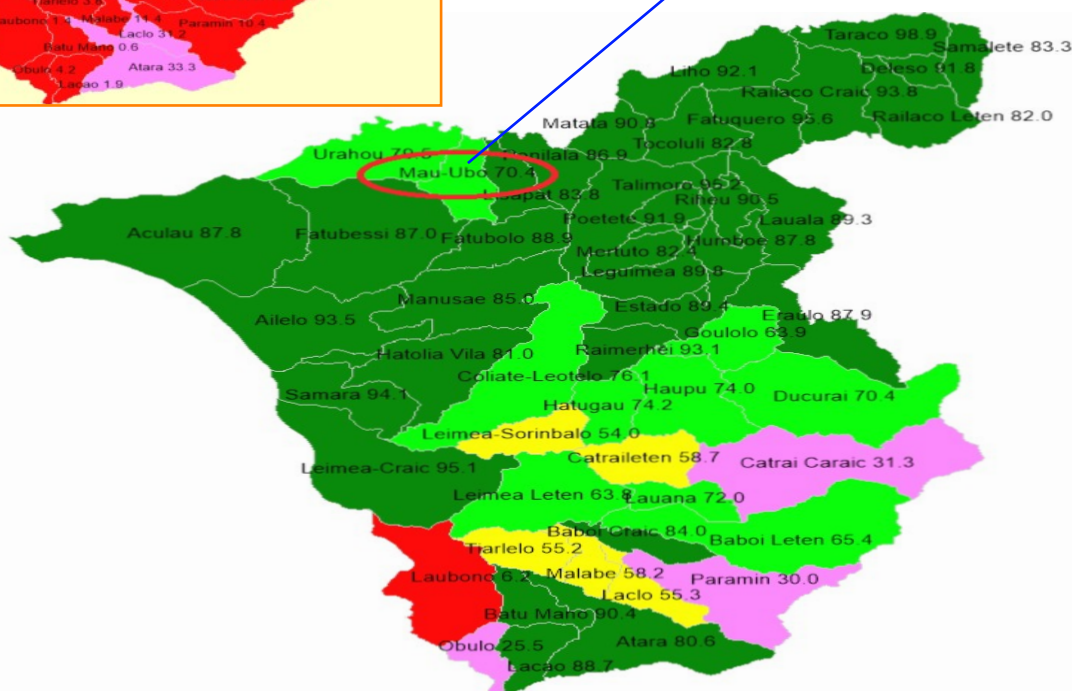 Malabe 11.4
Paramin 10.4
Laclo 31.2
Batu Mano 0.6
Obulo 4.2
Atara 33.3
Lacao 1.9
Taraco 98.9
Samalete 83.3
Liho 92.1
Deleso 91.8
Railaco Craic 93.8
Matata 90.8
Fatuquero 95.6
Railaco Leten 82.0
Tocoluli 82.8
Urahou 79.5
86.9
Mau-Ubo 70.4
Talimoro 95.2
Lisapat 83.8
Riheu 90.5
Poetete 91.9
Lauala 89.3
Aculau 87.8
Fatubessi 87.0
Fatubolo 88.9
Humboe 87.8
Mertuto 82.4
Leguimea 89.8
Manusae 85.0
Estado 89.4
Ailelo 93.5
Eraulo 87.9
Goulolo 63.9
Hatolia Vila 81.0
Raimerhei 93.1
Coliate-Leotelo 76.1
Samara 94.1
Haupu 74.0
Ducurai 70.4
Hatugau 74.2
Leimea-Sorinbalo 54.0
Catraileten 58.7
Catrai Caraic 31.3
Leimea-Craic 95.1
Leimea Leten 63.8
Lauana 72.0
Baboi Craic 84.0
Baboi Leten 65.4
Tiarlelo 55.2
Laubono 6.2
Malabe 58.2
Paramin 30.0
Laclo 55.3
Batu Mano 90.4
Obulo 25.5
Atara 80.6
Lacao 88.7